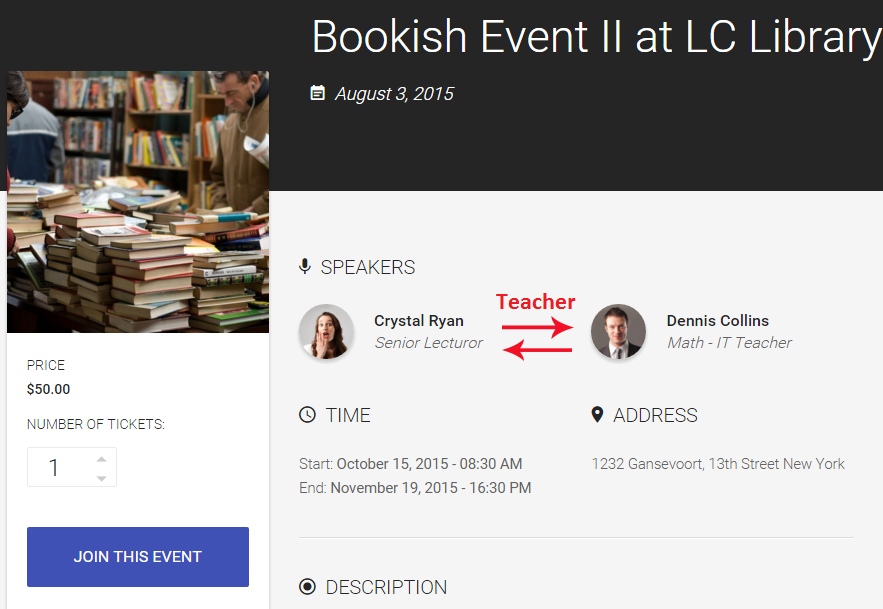 Bookish Event II at LC Library
August 3, 2015
SPEAKERS
Teacher
Crystal Ryan
Senior Lecturor
Dennis Collins
Math - IT Teacher
PRICE
$50.00
NUMBER OF TICKETS:
1
JOIN THIS EVENT
TIME
Start: October 15, 2015 - 08:30 AM
End: November 19, 2015 - 16:30 PM
ADDRESS
1232 Gansevoort, 13th Street New York
DESCRIPTION